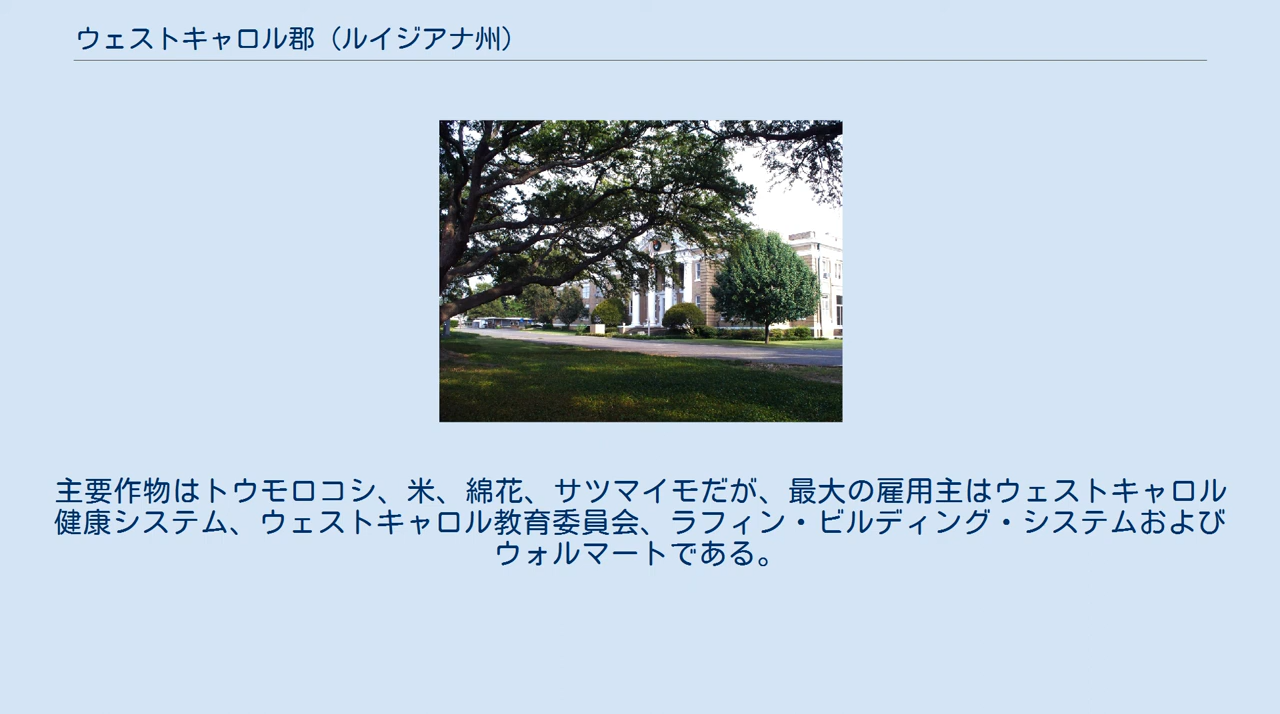 ウェストキャロル郡（ルイジアナ州）
主要作物はトウモロコシ、米、綿花、サツマイモだが、最大の雇用主はウェストキャロル
健康システム、ウェストキャロル教育委員会、ラフィン・ビルディング・システムおよび
ウォルマートである。